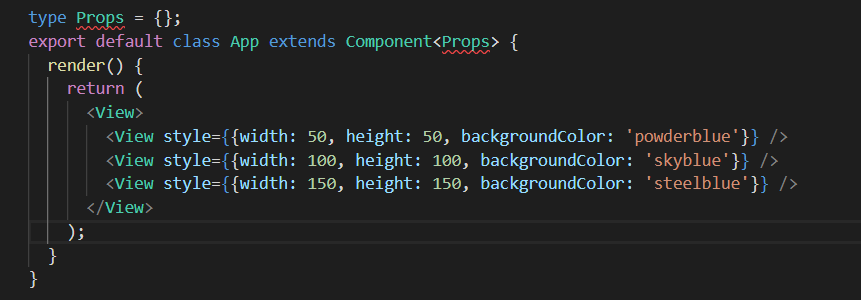 type Props = {};
export default class App extends Component<Props> {
  render() {
    return (
      <View>
        <View style={{width: 50, height: 50, backgroundColor: 'powderblue'}} />
        <View style={{width: 100, height: 100, backgroundColor: 'skyblue'}} />
        <View style={{width: 150, height: 150, backgroundColor: 'steelblue'}} />
      </View>
    );
  }
}